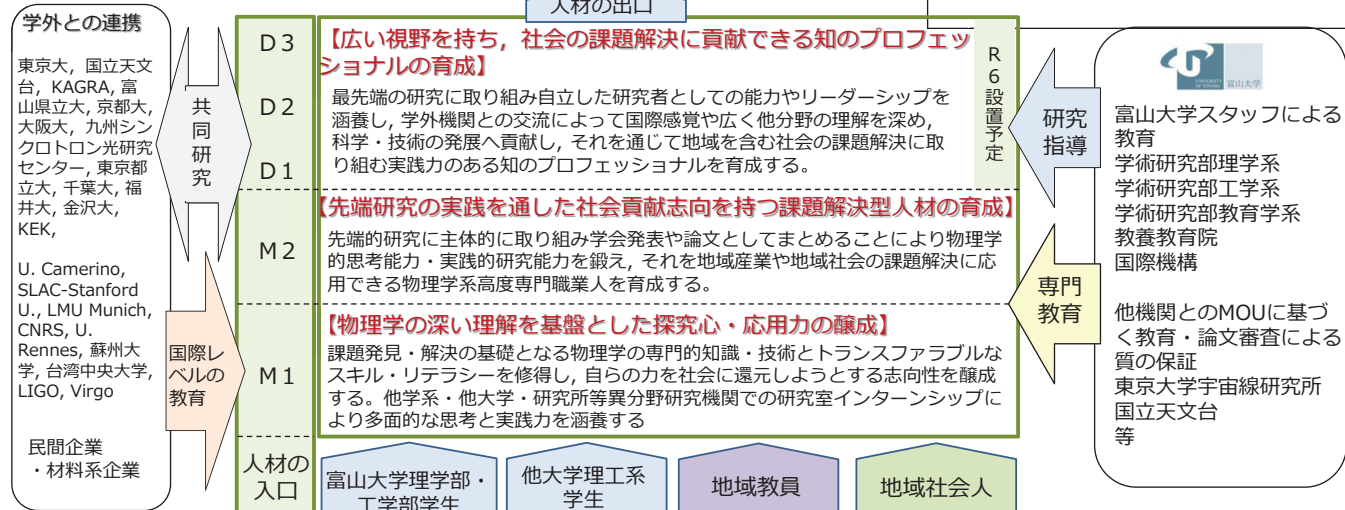 人材の出口
学外との連携
東京大，国立天文
台，KAGRA，富
山県立大，京都大，
大阪大，九州シン
クロトロン光研究
センター，東京都
立大，千葉大，福
井大，金沢大，
KEK，
U. Camerino,
SLAC-Stanford
U., LMU Munich,
CNRS, U.
Rennes, 蘇州大
学, 台湾中央大学,
LIGO, Virgo
民間企業
・材料系企業
共同研究
国際レ
ベルの
教育
D３
D２
D１
M２
M１
人材の
入口
【広い視野を持ち，社会の課題解決に貢献できる知のプロフェッ
ショナルの育成】
最先端の研究に取り組み自立した研究者としての能力やリーダーシップを
涵養し，学外機関との交流によって国際感覚や広く他分野の理解を深め，
科学・技術の発展へ貢献し，それを通じて地域を含む社会の課題解決に取
り組む実践力のある知のプロフェッショナルを育成する。
R６設置予定
【先端研究の実践を通した社会貢献志向を持つ課題解決型人材の育成】
先端的研究に主体的に取り組み学会発表や論文としてまとめることにより物理学
的思考能力・実践的研究能力を鍛え，それを地域産業や地域社会の課題解決に応
用できる物理学系高度専門職業人を育成する。
【物理学の深い理解を基盤とした探究心・応用力の醸成】
課題発見・解決の基礎となる物理学の専門的知識・技術とトランスファラブルな
スキル・リテラシーを修得し，自らの力を社会に還元しようとする志向性を醸成
する。他学系・他大学・研究所等異分野研究機関での研究室インターンシップに
より多面的な思考と実践力を涵養する
富山大学理学部・
工学部学生
他大学理工系
学生
地域教員
地域社会人
研究
指導
専門
教育
富山大学
富山大学スタッフによる
教育
学術研究部理学系
学術研究部工学系
学術研究部教育学系
教養教育院
国際機構
他機関とのMOUに基づ
く教育・論文審査による
質の保証
東京大学宇宙線研究所
国立天文台
等